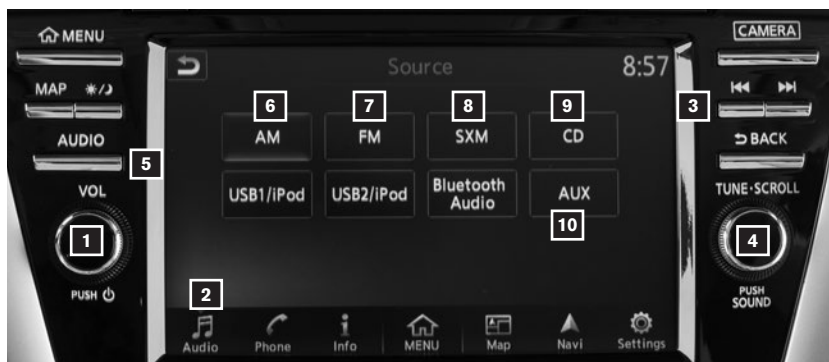 MENU
CAMERA
Source
8:57
MAP
3
6
7
8
9
AUDIO
AM
FM
SXM
CD
BACK
5
VOL
USB1/iPod
USB2/iPod
Bluetooth
Audio
AUX
TUNE·SCROLL
10
1
4
PUSH
PUSH
SOUND
2
Audio
Phone
Info
MENU
Map
Navi
Settings